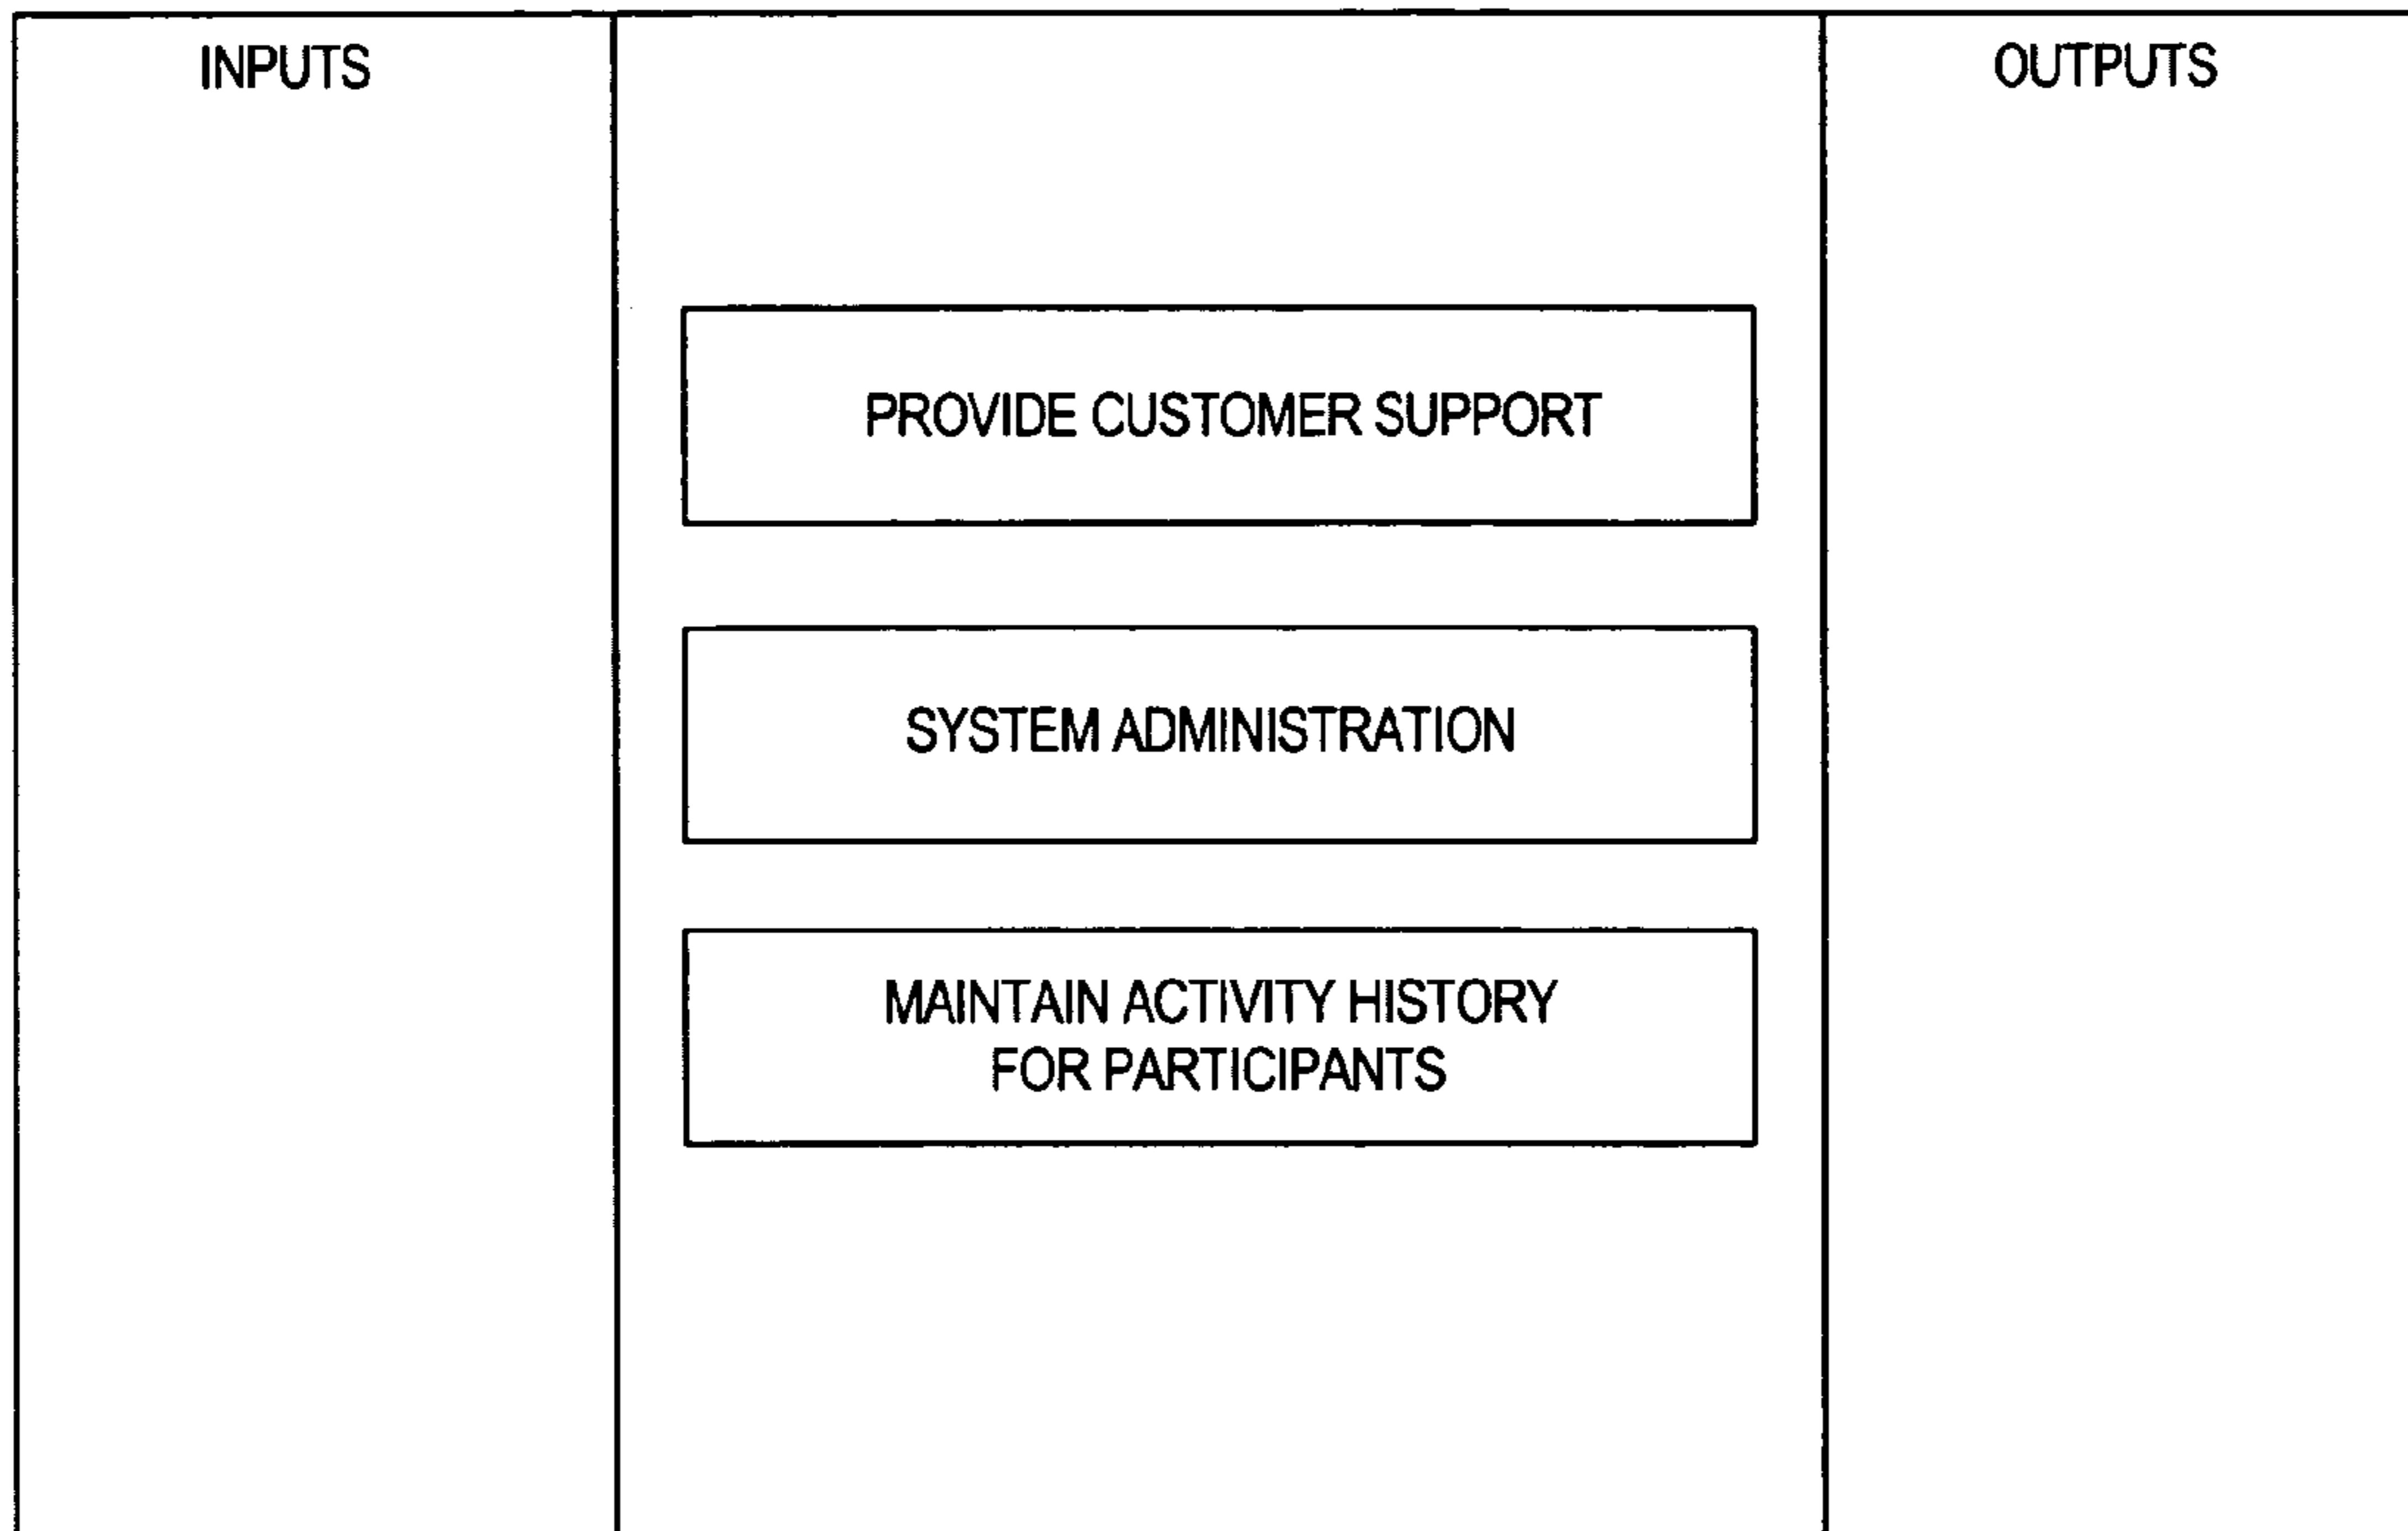 INPUTS
OUTPUTS
PROVIDE CUSTOMER SUPPORT
SYSTEM ADMINISTRATION
MAINTAIN ACTIVITY HISTORY
FOR PARTICIPANTS